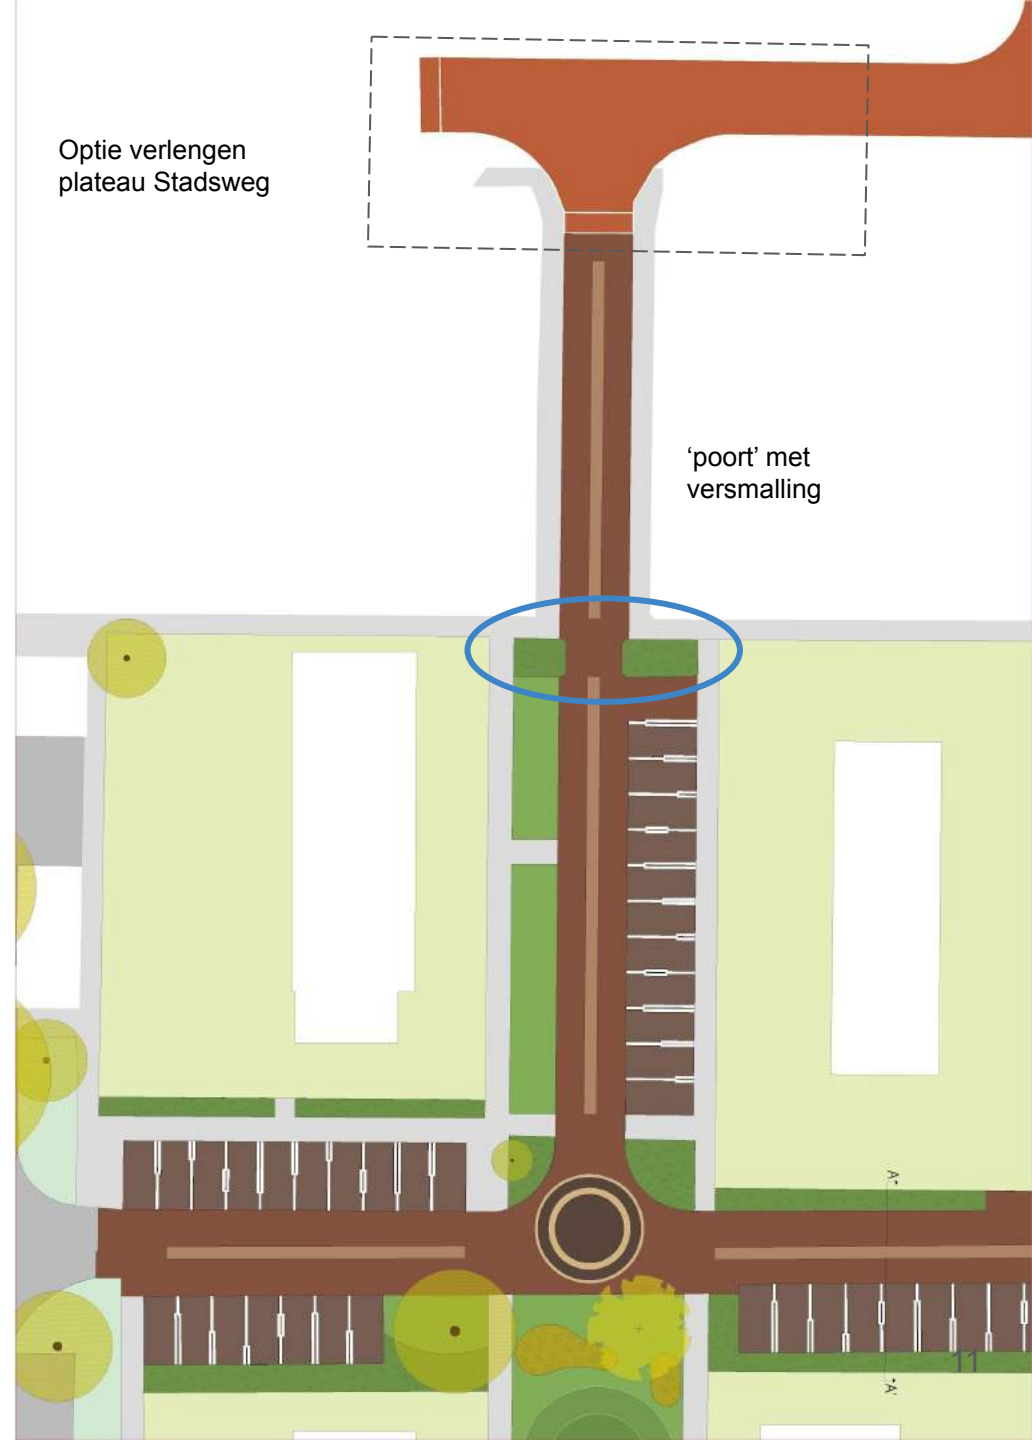 Optie verlengen
plateau Stadsweg
‘poort’ met
versmalling
A
11
A'